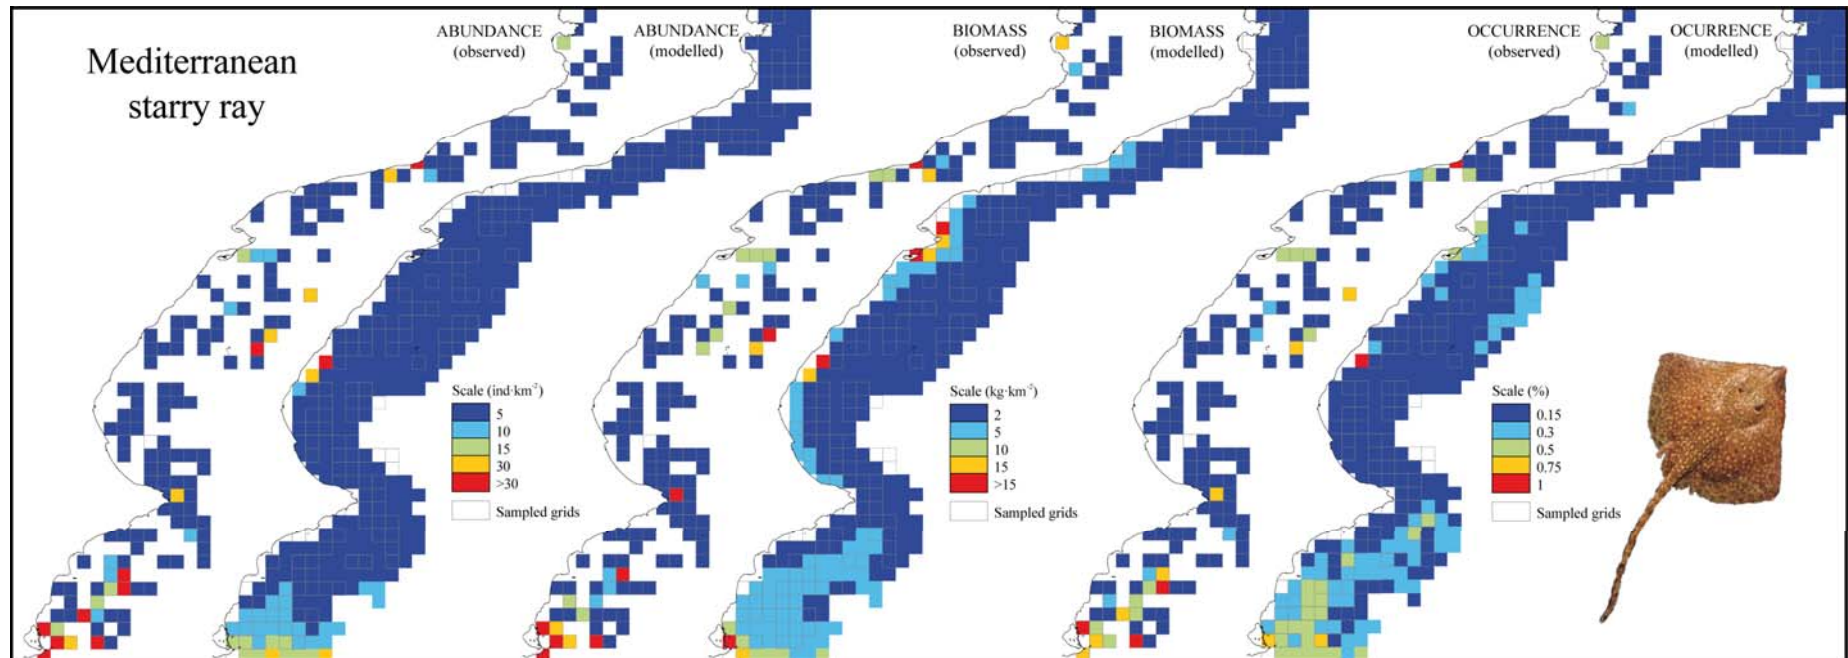 Mediterranean
starry ray
ABUNDANCE
(observed)
ABUNDANCE
(modelled)
BIOMASS
(observed)
BIOMASS
(modelled)
OCCURRENCE
(observed)
OCURRENCE
(modelled)
Scale (ind·km⁻²)
5
10
15
30
>30
Sampled grids
Scale (kg·km⁻²)
2
5
10
15
>15
Sampled grids
Scale (%)
0.15
0.3
0.5
0.75
1
Sampled grids